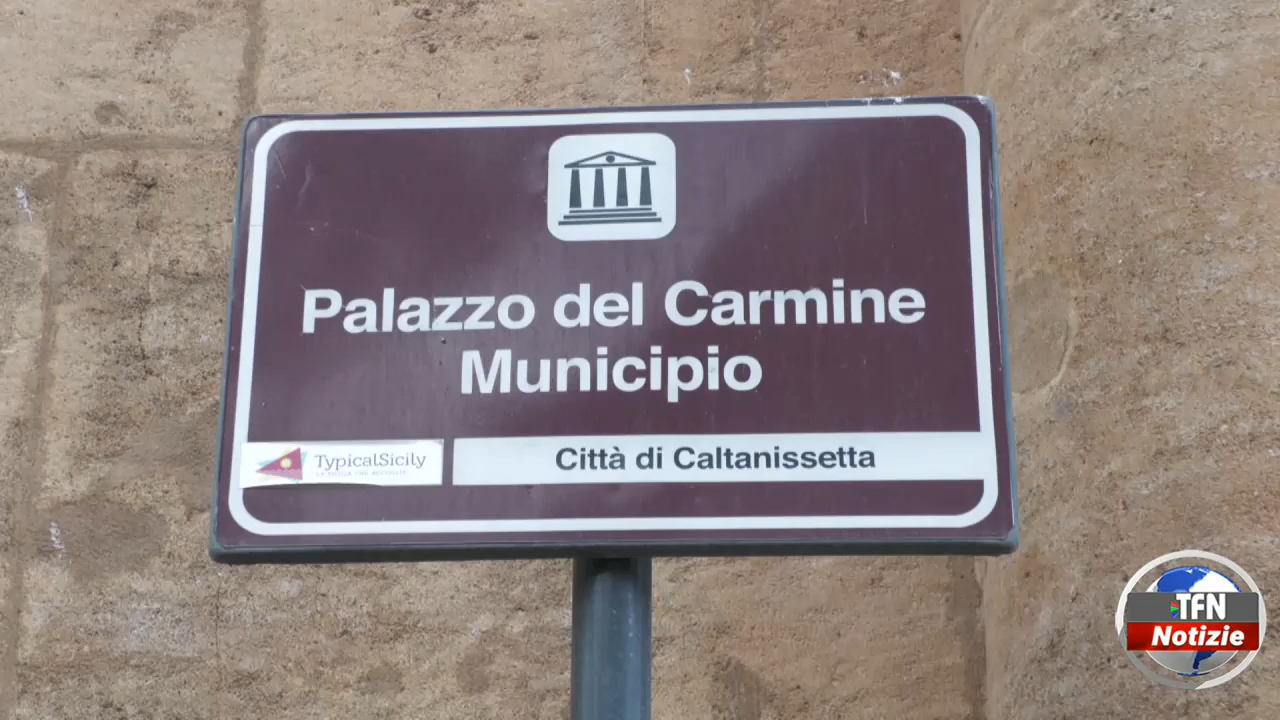 Palazzo del Carmine
Municipio
TypicalSicily
Città di Caltanissetta
TFN
Notizie